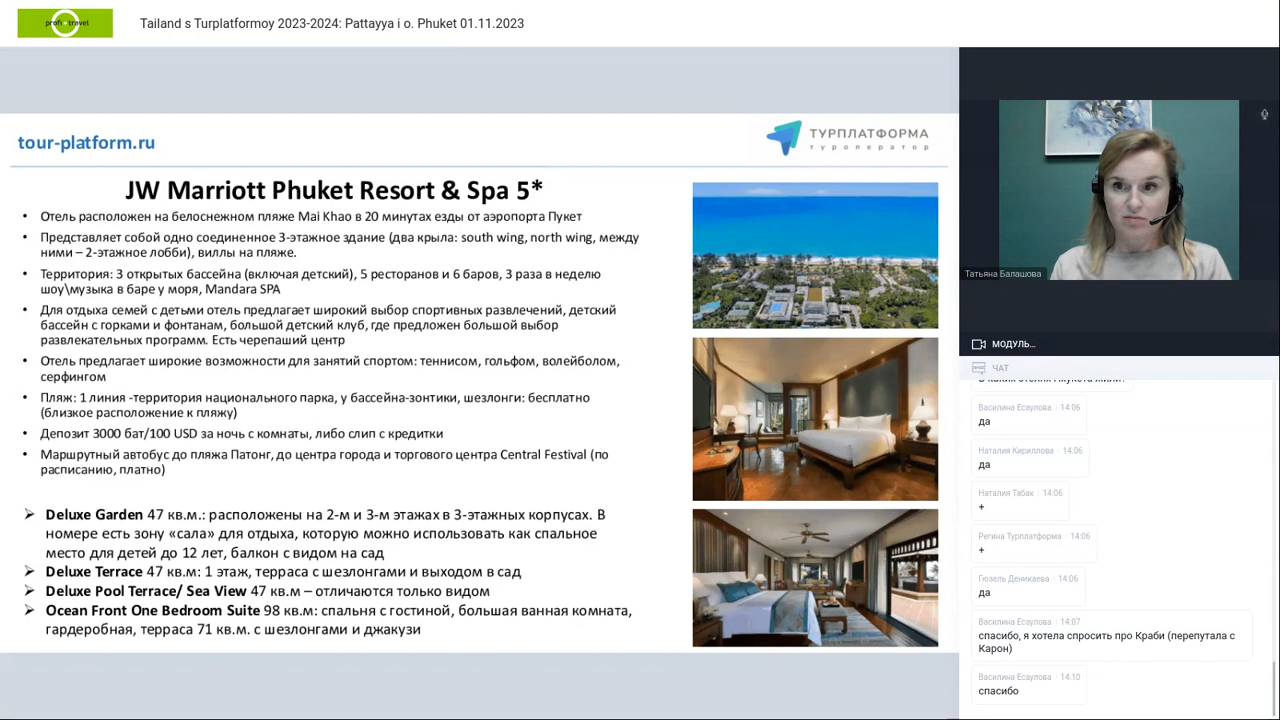 profi travel
Tailand s Turplatformoy 2023-2024: Pattayya i o. Phuket 01.11.2023
tour-platform.ru
ТУРПЛАТФОРМА
туроператор
JW Marriott Phuket Resort & Spa 5*
• Отель расположен на белоснежном пляже Mai Khao в 20 минутах езды от аэропорта Пукет
• Представляет собой одно соединенное 3-этажное здание (два крыла: south wing, north wing, между
ними – 2-этажное лобби), виллы на пляже.
• Территория: 3 открытых бассейна (включая детский), 5 ресторанов и 6 баров, 3 раза в неделю
шоу\музыка в баре у моря, Mandara SPA
• Для отдыха семей с детьми отель предлагает широкий выбор спортивных развлечений, детский
бассейн с горками и фонтанам, большой детский клуб, где предложен большой выбор
развлекательных программ. Есть черепаший центр
• Отель предлагает широкие возможности для занятий спортом: теннисом, гольфом, волейболом,
серфингом
• Пляж: 1 линия -территория национального парка, у бассейна-зонтики, шезлонги: бесплатно
(близкое расположение к пляжу)
• Депозит 3000 бат/100 USD за ночь с комнаты, либо слип с кредитки
• Маршрутный автобус до пляжа Патонг, до центра города и торгового центра Central Festival (по
расписанию, платно)
➢ Deluxe Garden 47 кв.м.: расположены на 2-м и 3-м этажах в 3-этажных корпусах. В
номере есть зону «сала» для отдыха, которую можно использовать как спальное
место для детей до 12 лет, балкон с видом на сад
➢ Deluxe Terrace 47 кв.м: 1 этаж, терраса с шезлонгами и выходом в сад
➢ Deluxe Pool Terrace/ Sea View 47 кв.м – отличаются только видом
➢ Ocean Front One Bedroom Suite 98 кв.м: спальня с гостиной, большая ванная комната,
гардеробная, терраса 71 кв.м. с шезлонгами и джакузи
Татьяна Балашова
МОДУЛЬ...
ЧАТ
Василина Есаулова 14:06
да
Наталия Кириллова 14:06
да
Наталия Табак 14:06
+
Регина Турплатформа 14:06
+
Гюзель Деникаева 14:06
да
Василина Есаулова 14:07
спасибо, я хотела спросить про Краби (перепутала с
Карон)
Василина Есаулова 14:10
спасибо